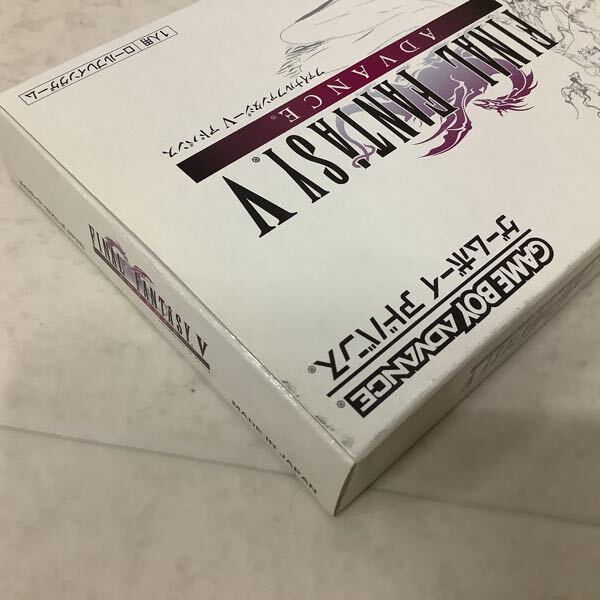 GAME BOY ADVANCE
ゲームボーイアドバンス
FINAL FANTASY® V
ADVANCE®
ファイナルファンタジーV アドバンス
1人用 ロールプレイングゲーム
FINAL FANTASY V
MADE IN JAPAN